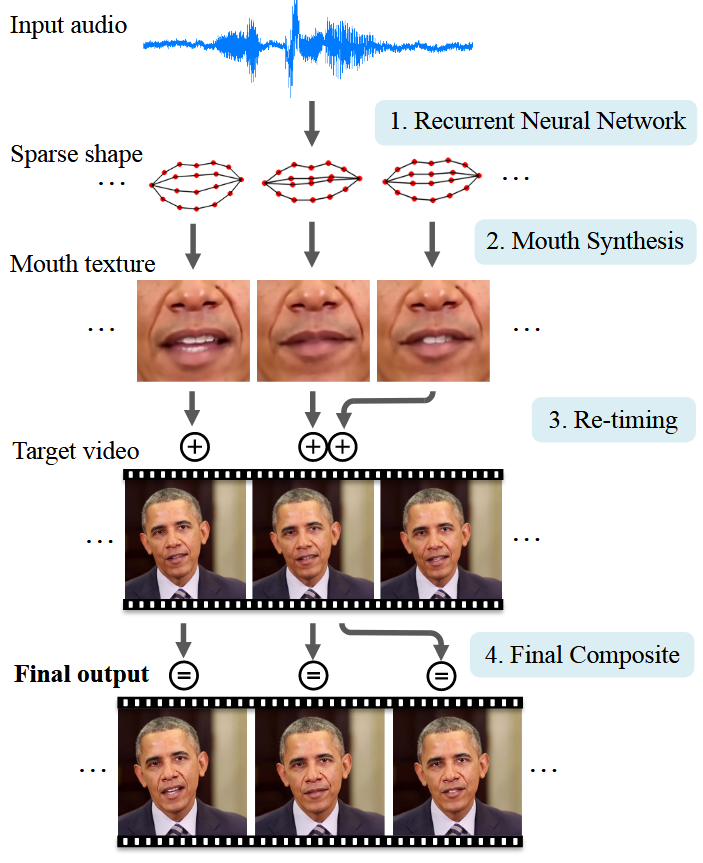 Input audio
1. Recurrent Neural Network
Sparse shape
... ...
2. Mouth Synthesis
Mouth texture
... ...
3. Re-timing
Target video
... ...
4. Final Composite
Final output
... ...